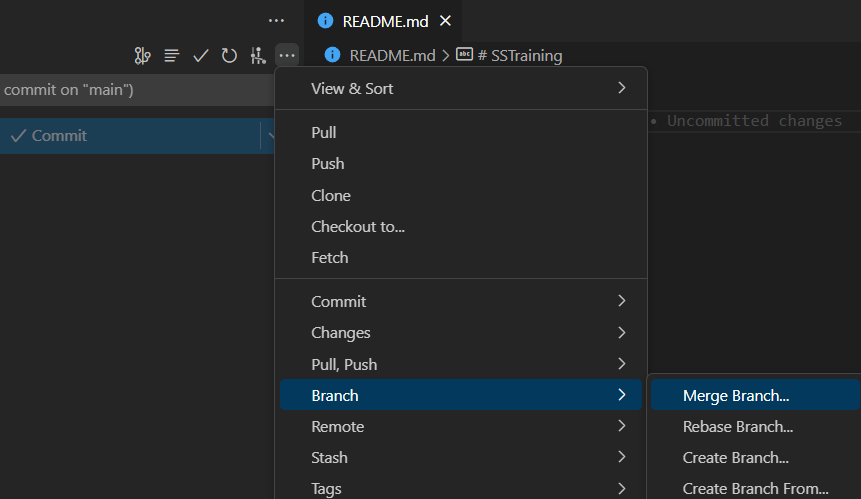 README.md
README.md > # SSTraining
commit on "main")
Commit
• Uncommitted changes
View & Sort
Pull
Push
Clone
Checkout to...
Fetch
Commit
Changes
Pull, Push
Branch
Remote
Stash
Tags
Merge Branch...
Rebase Branch...
Create Branch...
Create Branch From...